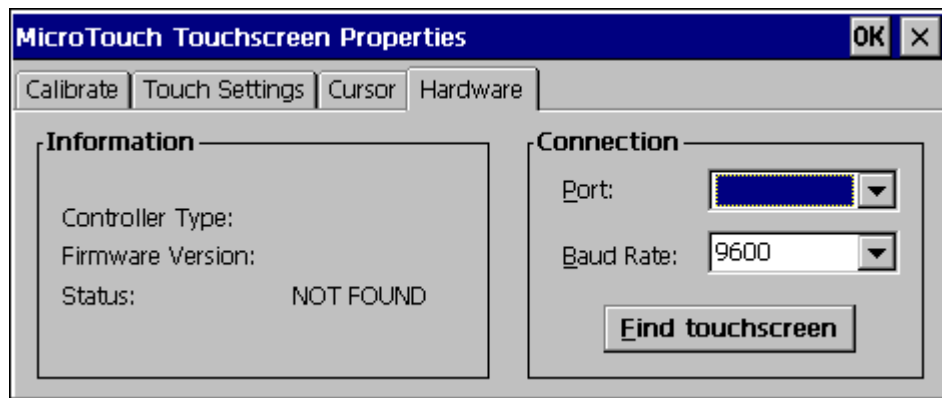 MicroTouch Touchscreen Properties OK ×
Calibrate Touch Settings Cursor Hardware
Information
Controller Type:
Firmware Version:
Status: NOT FOUND
Connection
Port:
Baud Rate: 9600
Find touchscreen